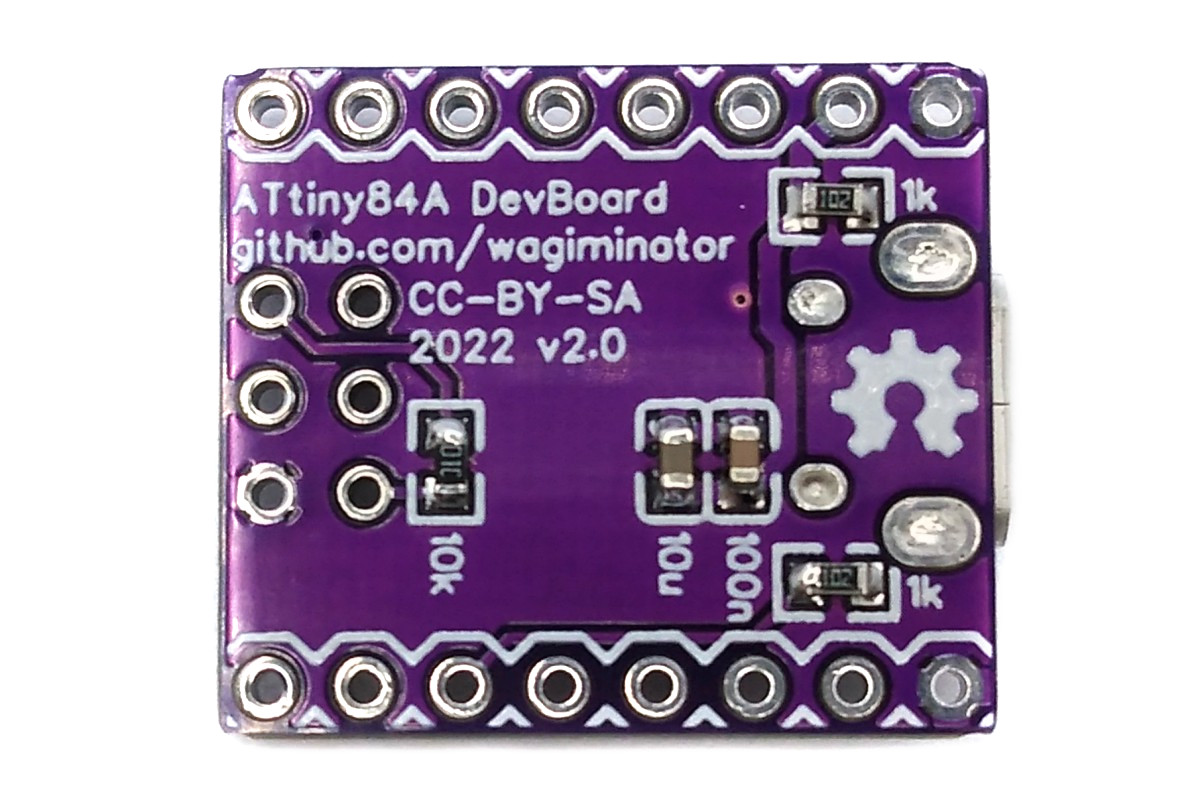 ATtiny84A DevBoard
102
1k
github.com/wagiminator
CC-BY-SA
2022 v2.0
10k
10u
100n
102
1k